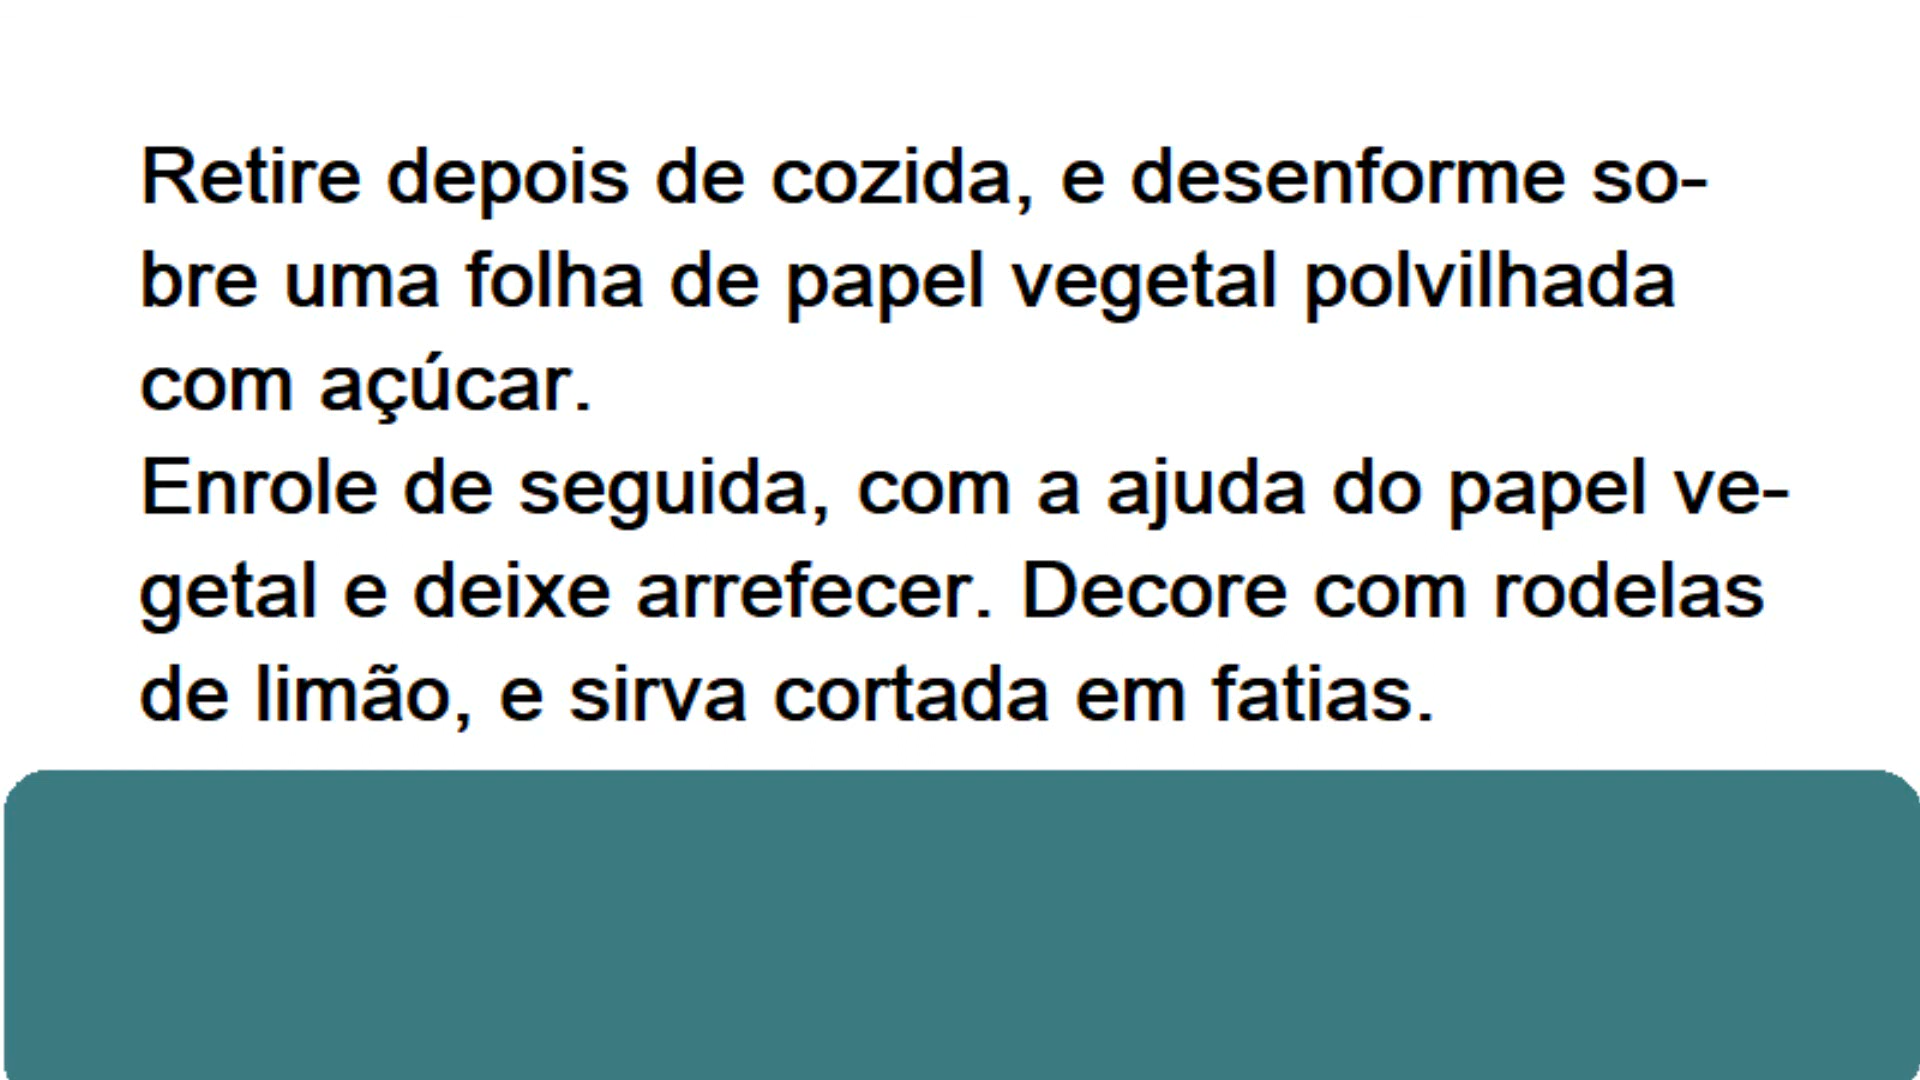 Retire depois de cozida, e desenforme so-
bre uma folha de papel vegetal polvilhada
com açúcar.
Enrole de seguida, com a ajuda do papel ve-
getal e deixe arrefecer. Decore com rodelas
de limão, e sirva cortada em fatias.